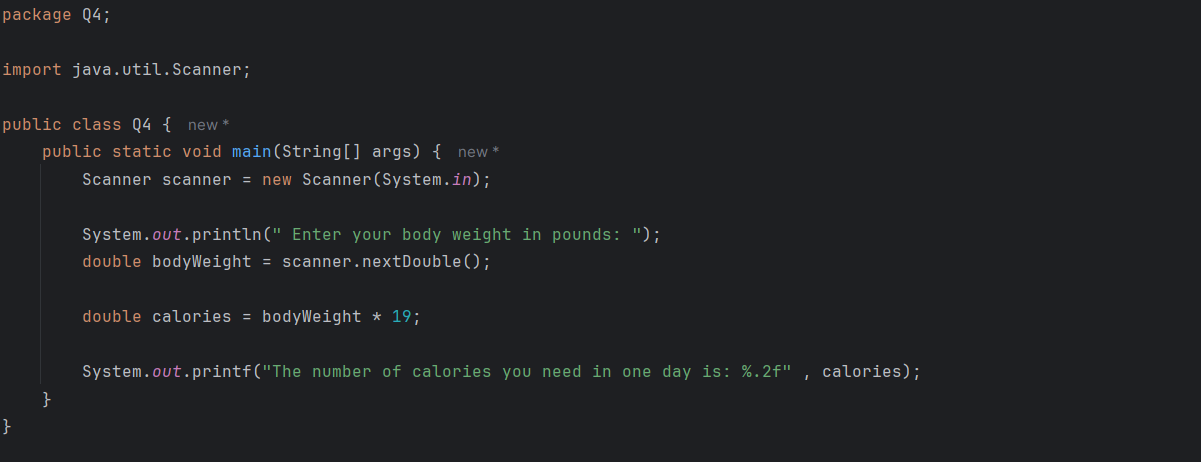 package Q4;
import java.util.Scanner;
public class Q4 { new *
    public static void main(String[] args) { new *
        Scanner scanner = new Scanner(System.in);
        System.out.println(" Enter your body weight in pounds: ");
        double bodyWeight = scanner.nextDouble();
        double calories = bodyWeight * 19;
        System.out.printf("The number of calories you need in one day is: %.2f" , calories);
    }
}